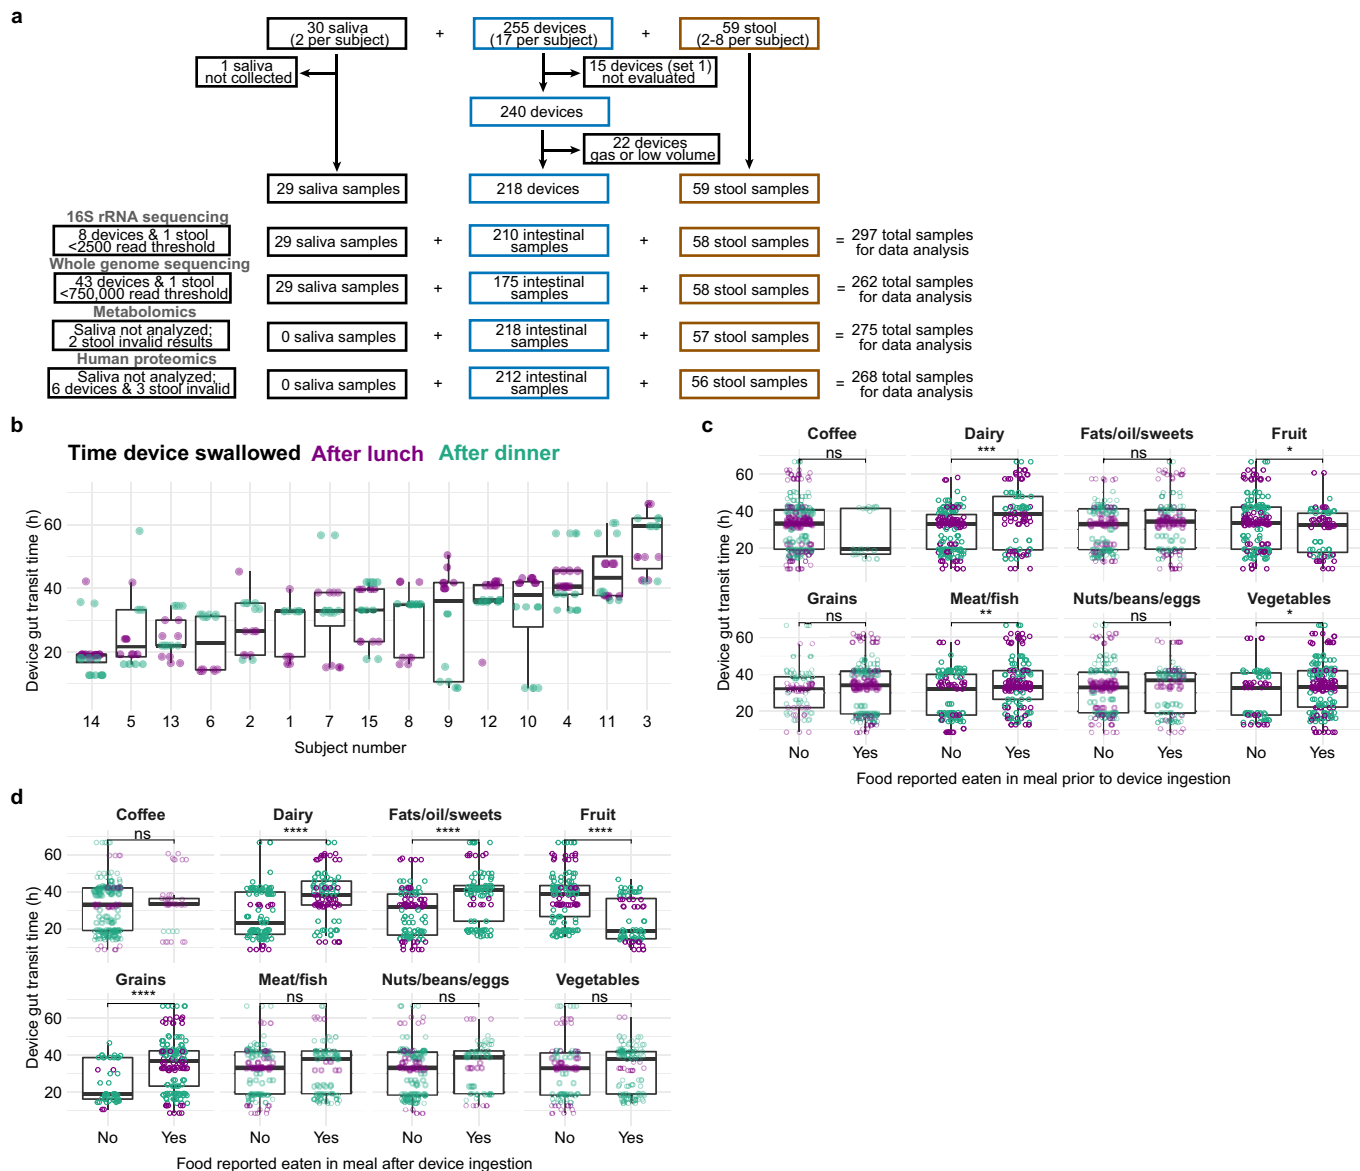 a
30 saliva
(2 per subject)
+
255 devices
(17 per subject)
+
59 stool
(2-8 per subject)
1 saliva
not collected
15 devices (set 1)
not evaluated
240 devices
22 devices
gas or low volume
29 saliva samples
218 devices
59 stool samples
16S rRNA sequencing
8 devices & 1 stool
<2500 read threshold
29 saliva samples
+
210 intestinal
samples
+
58 stool samples
= 297 total samples
for data analysis
Whole genome sequencing
43 devices & 1 stool
<750,000 read threshold
29 saliva samples
+
175 intestinal
samples
+
58 stool samples
= 262 total samples
for data analysis
Metabolomics
Saliva not analyzed;
2 stool invalid results
0 saliva samples
+
218 intestinal
samples
+
57 stool samples
= 275 total samples
for data analysis
Human proteomics
Saliva not analyzed;
6 devices & 3 stool invalid
0 saliva samples
+
212 intestinal
samples
+
56 stool samples
= 268 total samples
for data analysis
b
Time device swallowed After lunch After dinner
Device gut transit time (h)
60
40
20
14 5 13 6 2 1 7 15 8 9 12 10 4 11 3
Subject number
c
Coffee Dairy Fats/oil/sweets Fruit
ns *** ns *
Device gut transit time (h)
60
40
20
Grains Meat/fish Nuts/beans/eggs Vegetables
ns ** ns *
60
40
20
No Yes No Yes No Yes No Yes
Food reported eaten in meal prior to device ingestion
d
Coffee Dairy Fats/oil/sweets Fruit
ns **** **** ****
Device gut transit time (h)
60
40
20
Grains Meat/fish Nuts/beans/eggs Vegetables
**** ns ns ns
60
40
20
No Yes No Yes No Yes No Yes
Food reported eaten in meal after device ingestion